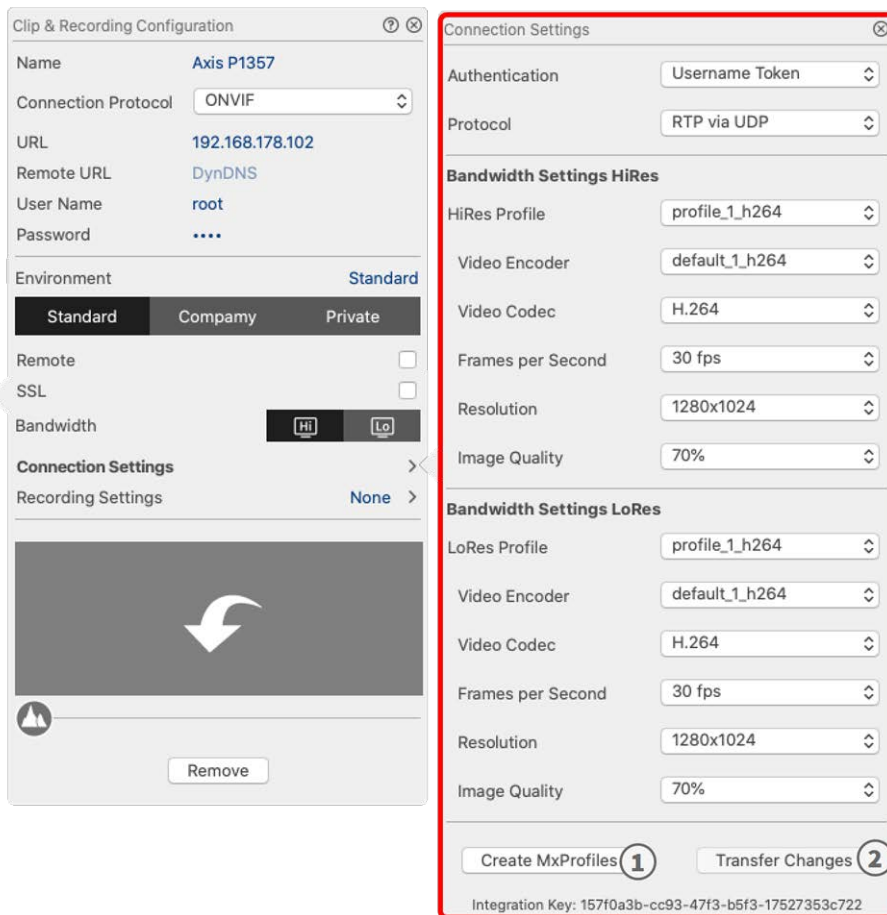 Clip & Recording Configuration
Name Axis P1357
Connection Protocol ONVIF
URL 192.168.178.102
Remote URL DynDNS
User Name root
Password ••••
Environment Standard
Standard Compamy Private
Remote
SSL
Bandwidth Hi Lo
Connection Settings
Recording Settings None
Remove
Connection Settings
Authentication Username Token
Protocol RTP via UDP
Bandwidth Settings HiRes
HiRes Profile profile_1_h264
Video Encoder default_1_h264
Video Codec H.264
Frames per Second 30 fps
Resolution 1280x1024
Image Quality 70%
Bandwidth Settings LoRes
LoRes Profile profile_1_h264
Video Encoder default_1_h264
Video Codec H.264
Frames per Second 30 fps
Resolution 1280x1024
Image Quality 70%
Create MxProfiles 1 Transfer Changes 2
Integration Key: 157f0a3b-cc93-47f3-b5f3-17527353c722